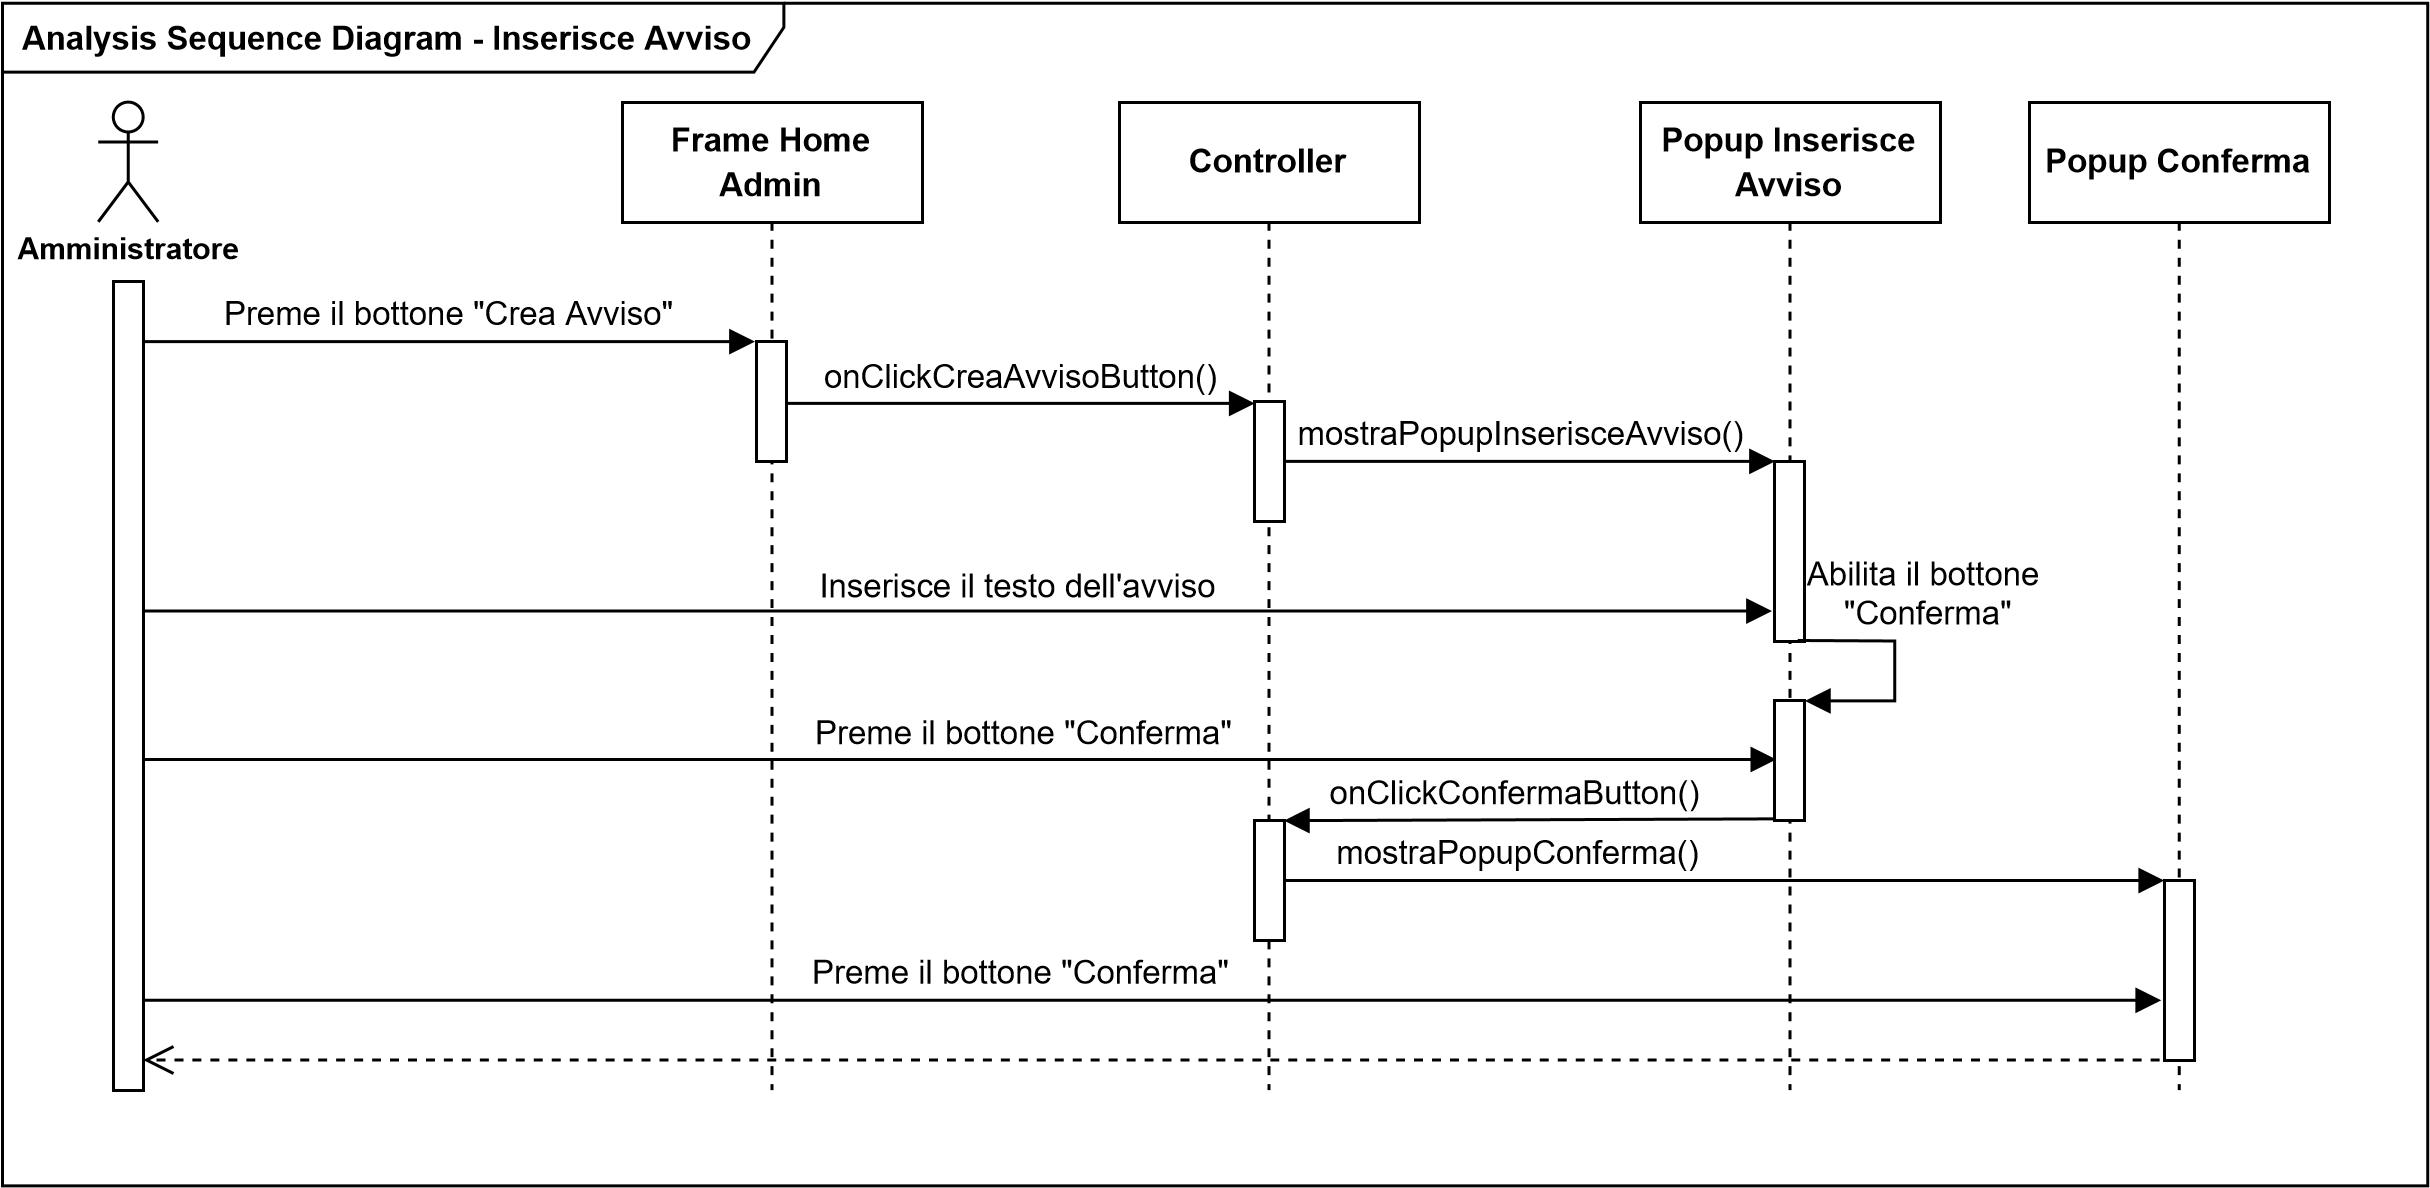 Analysis Sequence Diagram - Inserisce Avviso
Amministratore
Frame Home
Admin
Controller
Popup Inserisce
Avviso
Popup Conferma
Preme il bottone "Crea Avviso"
onClickCreaAvvisoButton()
mostraPopupInserisceAvviso()
Inserisce il testo dell'avviso
Abilita il bottone
"Conferma"
Preme il bottone "Conferma"
onClickConfermaButton()
mostraPopupConferma()
Preme il bottone "Conferma"